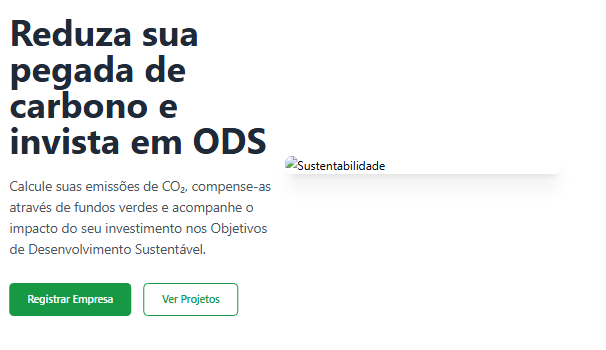 Reduza sua
pegada de
carbono e
invista em ODS
Sustentabilidade
Calcule suas emissões de CO₂, compense-as
através de fundos verdes e acompanhe o
impacto do seu investimento nos Objetivos
de Desenvolvimento Sustentável.
Registrar Empresa
Ver Projetos